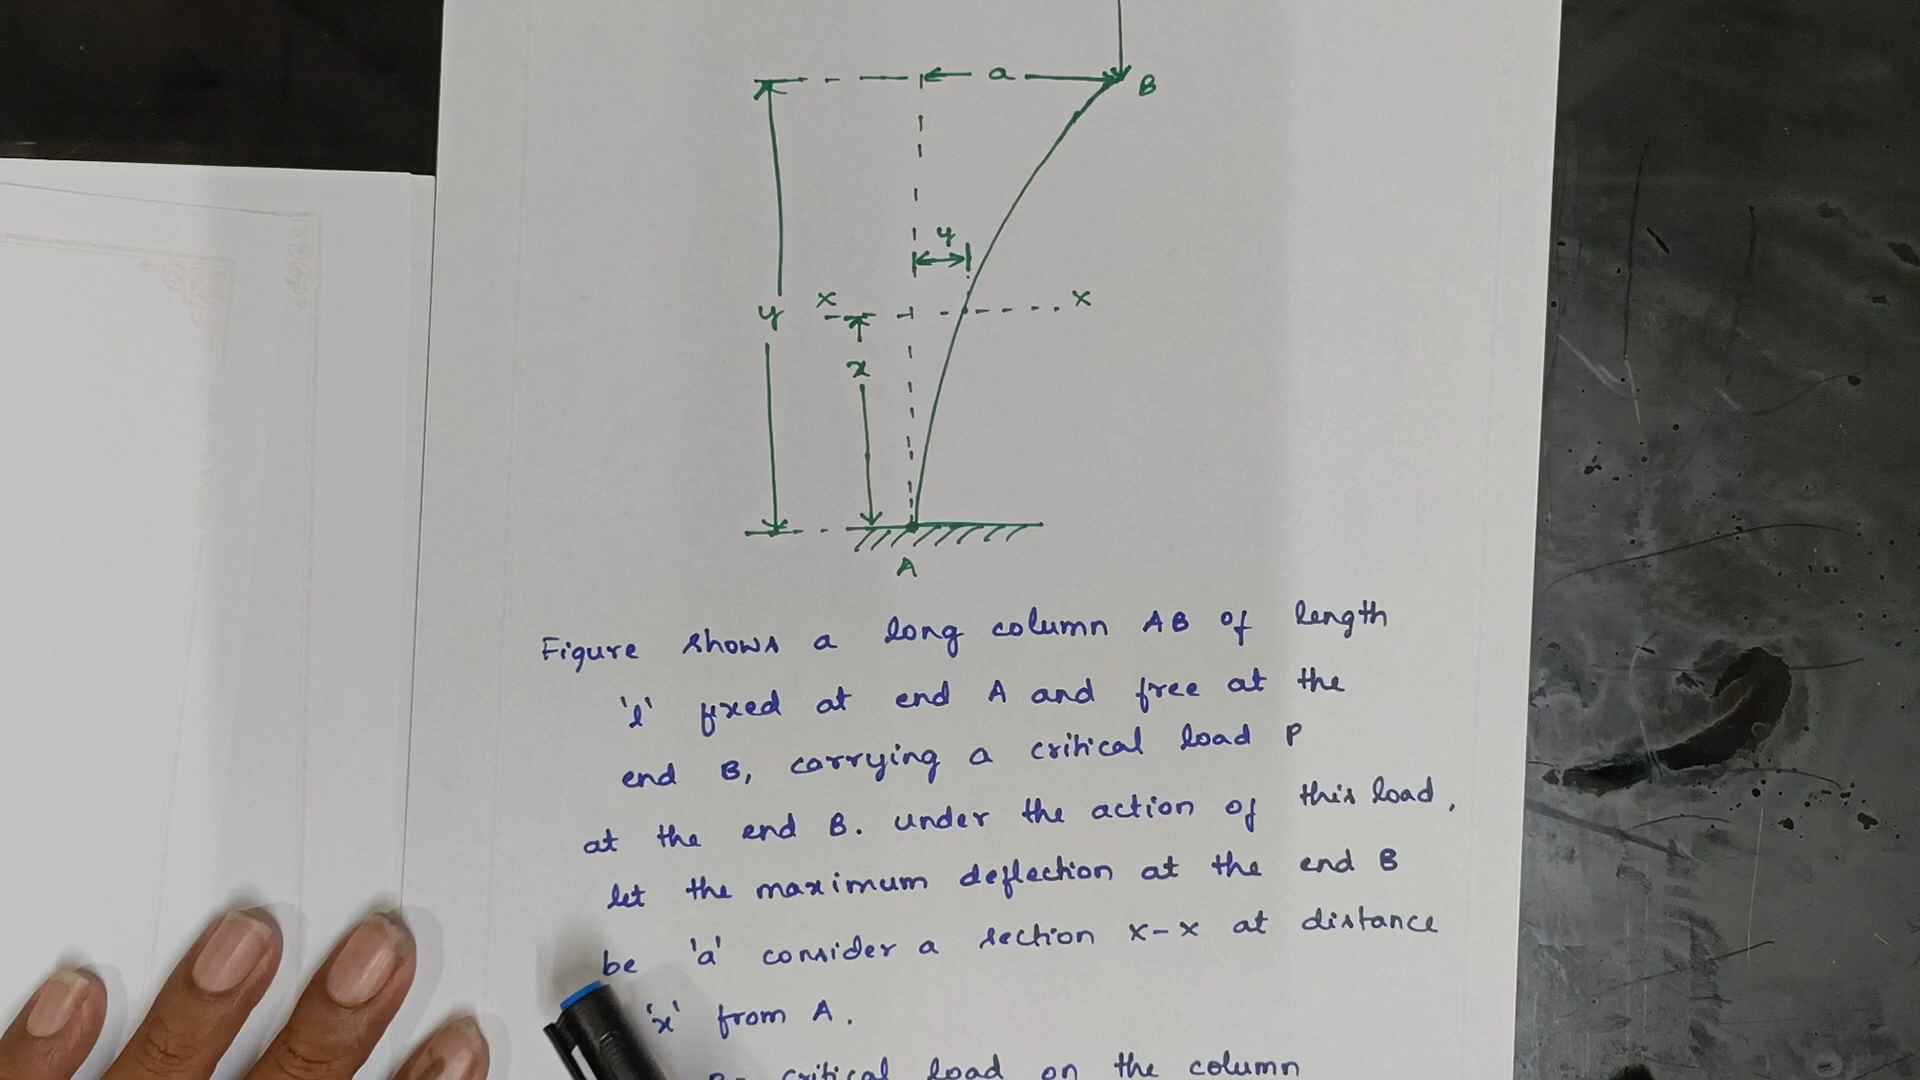 a
B
y
x
x
y
x
A
Figure shows a long column AB of length
'l' fixed at end A and free at the
end B, carrying a critical load P
at the end B. under the action of this load,
let the maximum deflection at the end B
be 'a' consider a section x-x at distance
'x' from A.
critical load on the column